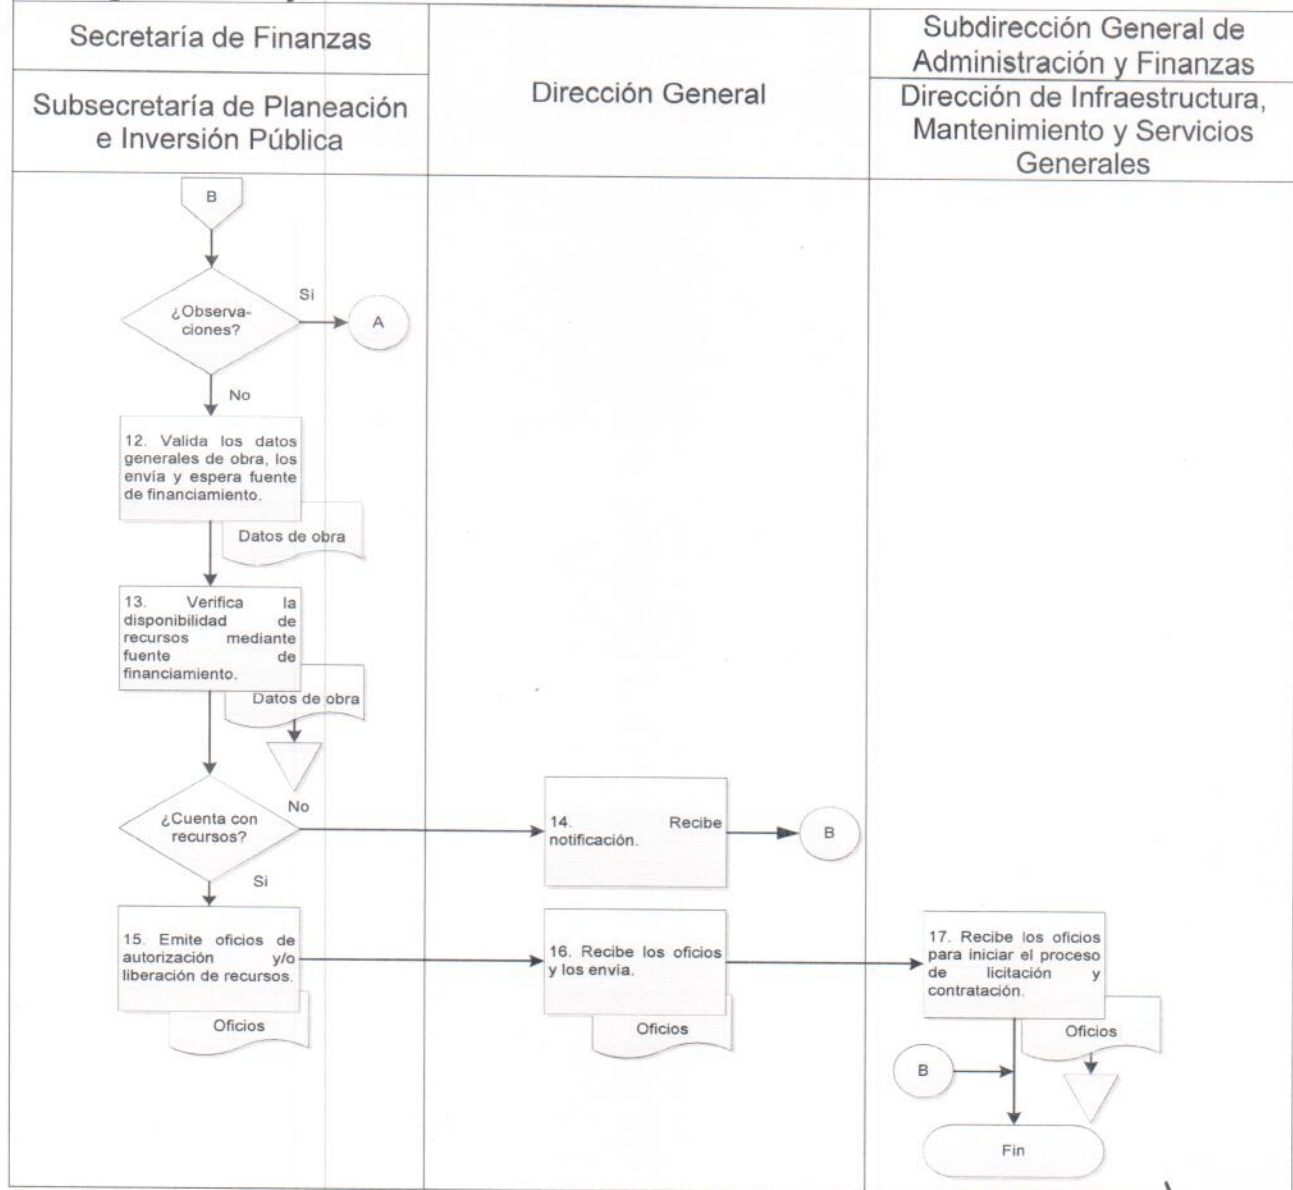 Secretaría de Finanzas
Subsecretaría de Planeación
e Inversión Pública
Dirección General
Subdirección General de
Administración y Finanzas
Dirección de Infraestructura,
Mantenimiento y Servicios
Generales
B
¿Observa-
ciones?
Si
A
No
12. Valida los datos
generales de obra, los
envía y espera fuente
de financiamiento.
Datos de obra
13. Verifica la
disponibilidad de
recursos mediante
fuente de
financiamiento.
Datos de obra
¿Cuenta con
recursos?
No
14. Recibe
notificación.
B
Si
15. Emite oficios de
autorización y/o
liberación de recursos.
Oficios
16. Recibe los oficios
y los envía.
Oficios
17. Recibe los oficios
para iniciar el proceso
de licitación y
contratación.
Oficios
B
Fin